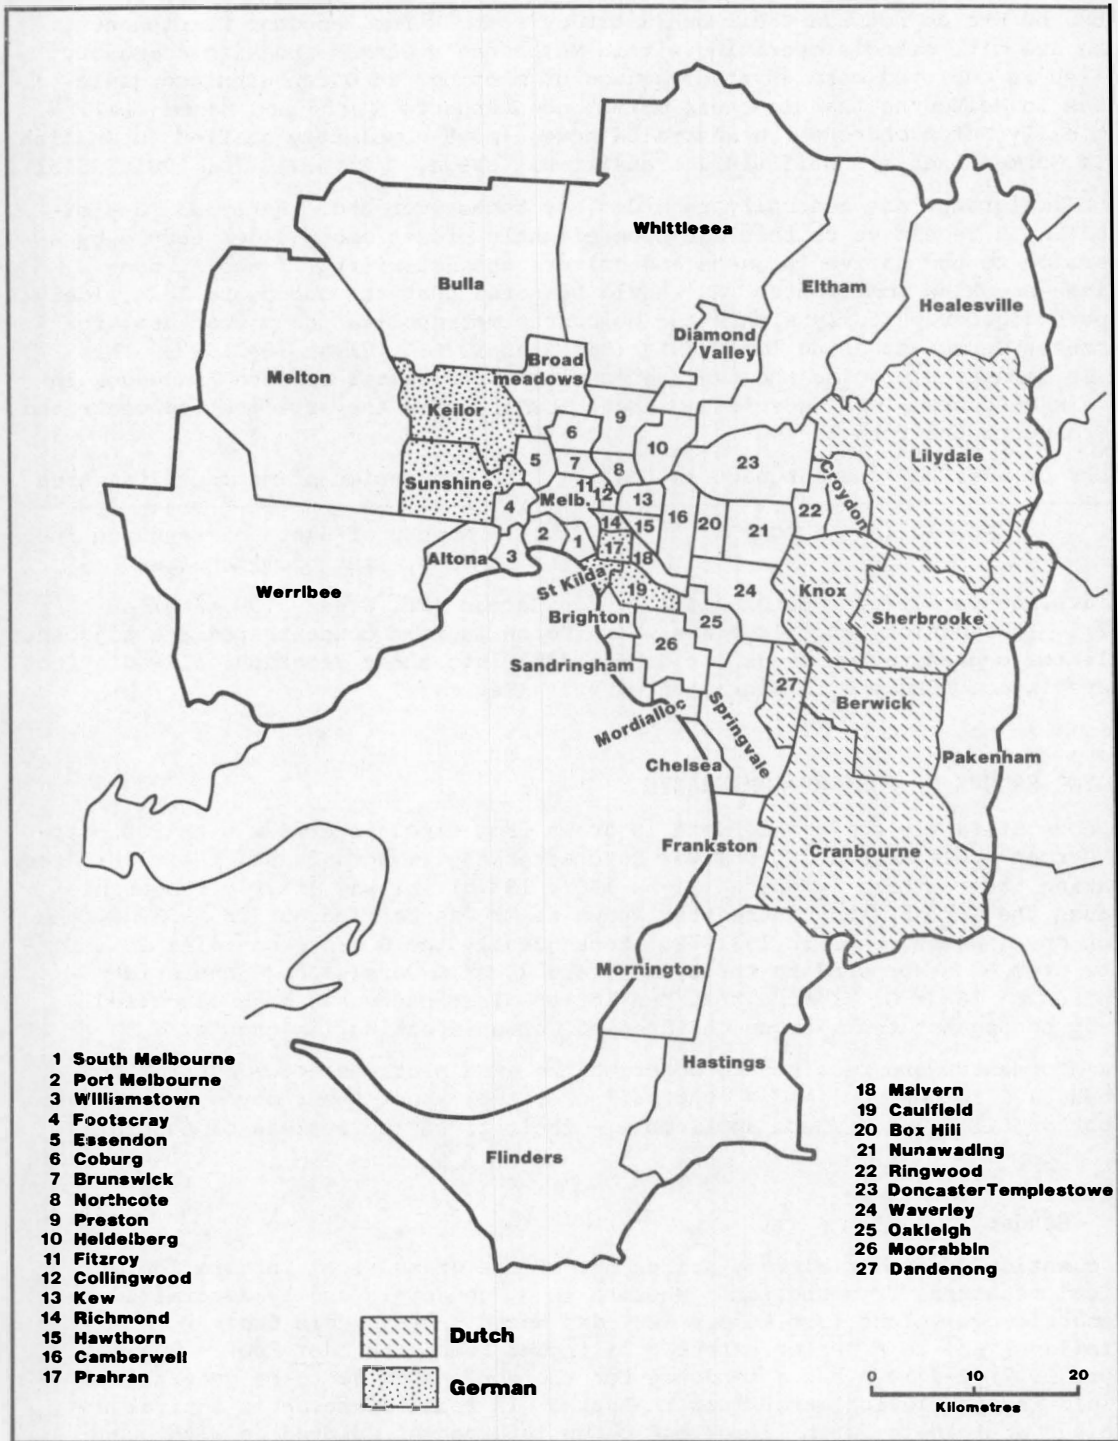 Whittlesea
Bulla
Eltham
Healesville
Diamond
Valley
Broad
meadows
Melton
Keilor
6
9
10
5
7
8
23
Lilydale
Croydon
Sunshine
11
12
Melb.
13
4
22
16
20
21
14
15
2
1
17
3
18
Altona
Werribee
St Kilda
19
24
Knox
Sherbrooke
Brighton
25
26
Sandringham
27
Berwick
Mordialloc
Springvale
Chelsea
Pakenham
Frankston
Cranbourne
Mornington
Hastings
Flinders
1 South Melbourne
2 Port Melbourne
3 Williamstown
4 Footscray
5 Essendon
6 Coburg
7 Brunswick
8 Northcote
9 Preston
10 Heidelberg
11 Fitzroy
12 Collingwood
13 Kew
14 Richmond
15 Hawthorn
16 Camberwell
17 Prahran
18 Malvern
19 Caulfield
20 Box Hill
21 Nunawading
22 Ringwood
23 Doncaster Templestowe
24 Waverley
25 Oakleigh
26 Moorabbin
27 Dandenong
Dutch
German
0 10 20
Kilometres